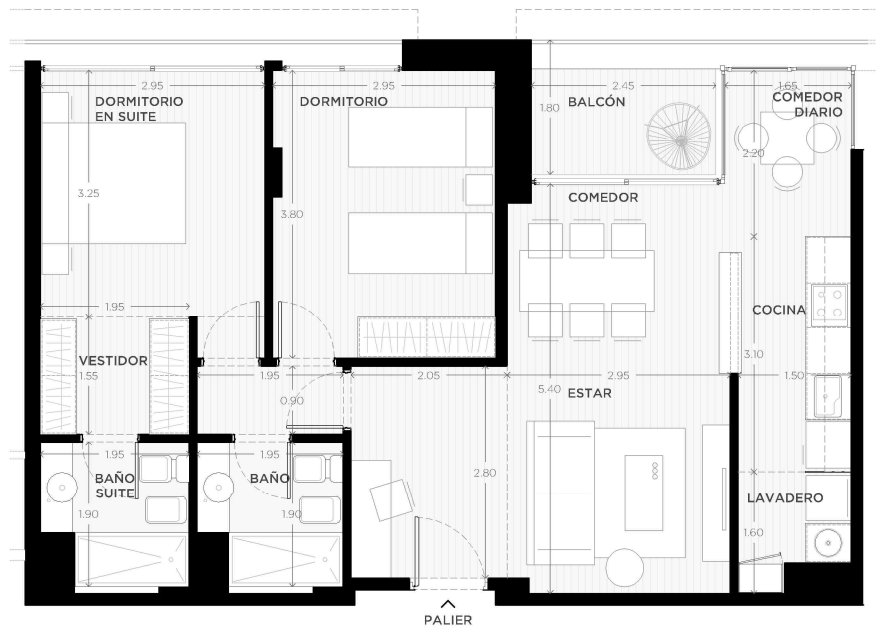 2.95
2.95
2.45
1.65
DORMITORIO
EN SUITE
DORMITORIO
BALCÓN
COMEDOR
DIARIO
1.80
2.20
3.25
3.80
COMEDOR
1.95
COCINA
VESTIDOR
1.55
1.95
2.05
5.40
2.95
3.10
1.50
0.90
ESTAR
1.95
1.95
BAÑO
SUITE
BAÑO
2.80
LAVADERO
1.90
1.90
1.60
PALIER